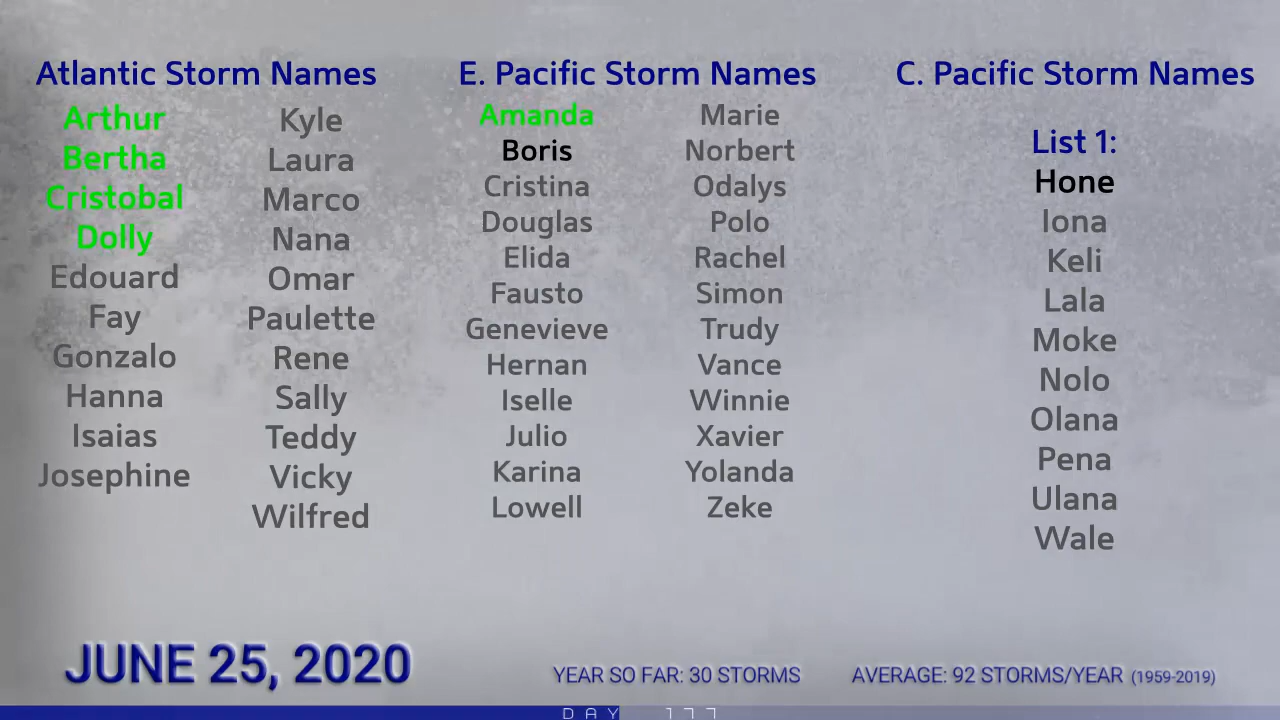 Atlantic Storm Names
Arthur
Bertha
Cristobal
Dolly
Edouard
Fay
Gonzalo
Hanna
Isaias
Josephine
Kyle
Laura
Marco
Nana
Omar
Paulette
Rene
Sally
Teddy
Vicky
Wilfred
E. Pacific Storm Names
Amanda
Boris
Cristina
Douglas
Elida
Fausto
Genevieve
Hernan
Iselle
Julio
Karina
Lowell
Marie
Norbert
Odalys
Polo
Rachel
Simon
Trudy
Vance
Winnie
Xavier
Yolanda
Zeke
C. Pacific Storm Names
List 1:
Hone
Iona
Keli
Lala
Moke
Nolo
Olana
Pena
Ulana
Wale
JUNE 25, 2020
YEAR SO FAR: 30 STORMS
AVERAGE: 92 STORMS/YEAR (1959-2019)
DAY 177